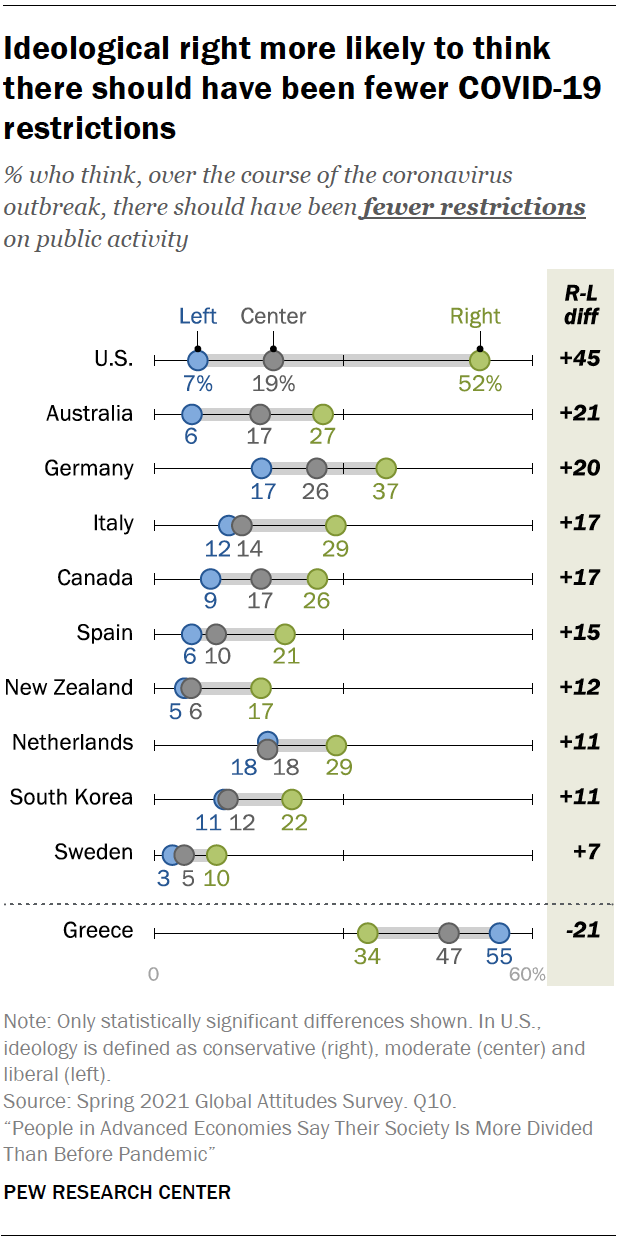 Ideological right more likely to think
there should have been fewer COVID-19
restrictions
% who think, over the course of the coronavirus
outbreak, there should have been fewer restrictions
on public activity
R-L
diff
Left Center Right
U.S. +45
7% 19% 52%
Australia +21
6 17 27
Germany +20
17 26 37
Italy +17
12 14 29
Canada +17
9 17 26
Spain +15
6 10 21
New Zealand +12
5 6 17
Netherlands +11
18 18 29
South Korea +11
11 12 22
Sweden +7
3 5 10
Greece -21
34 47 55
0 60%
Note: Only statistically significant differences shown. In U.S.,
ideology is defined as conservative (right), moderate (center) and
liberal (left).
Source: Spring 2021 Global Attitudes Survey. Q10.
“People in Advanced Economies Say Their Society Is More Divided
Than Before Pandemic”
PEW RESEARCH CENTER